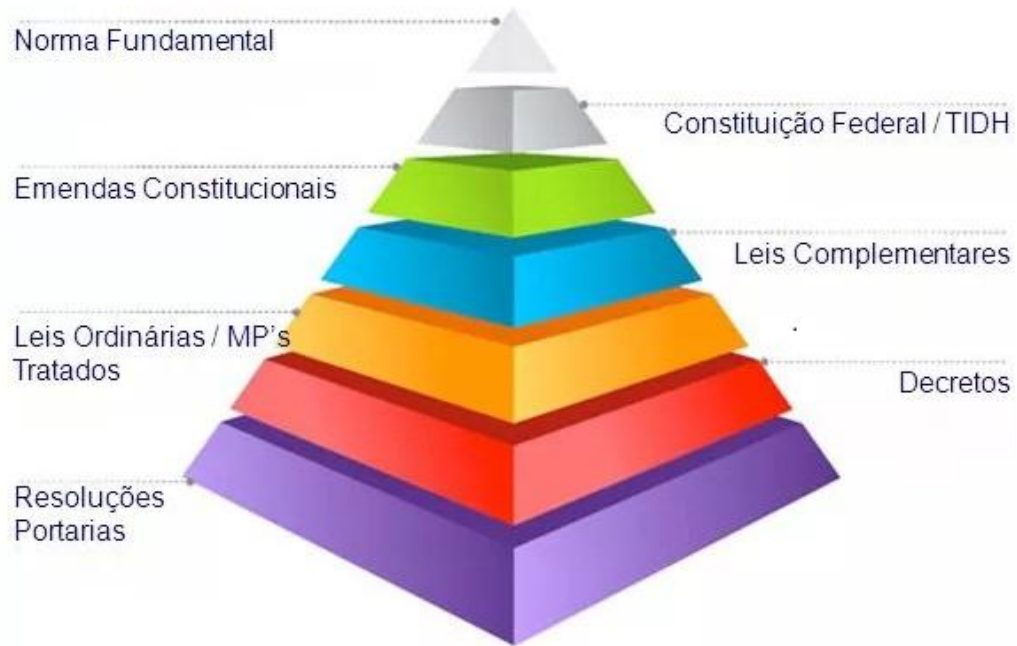 Norma Fundamental
Constituição Federal / TIDH
Emendas Constitucionais
Leis Complementares
Leis Ordinárias / MP's
Tratados
Decretos
Resoluções
Portarias